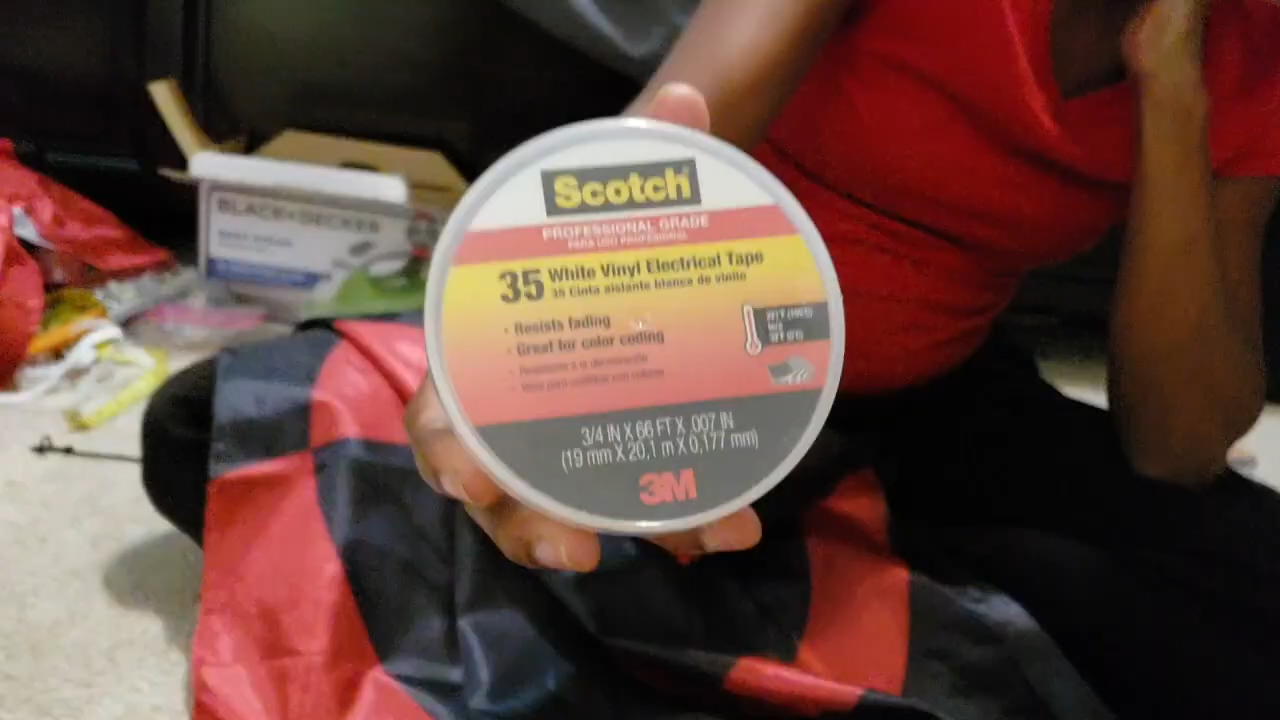 Scotch
PROFESSIONAL GRADE
PARA USO PROFESIONAL
35 White Vinyl Electrical Tape
35 Cinta aislante blanca de vinilo
• Resists fading
• Great for color coding
3/4 IN X 66 FT X .007 IN
(19 mm X 20,1 m X 0,177 mm)
3M
BLACK+DECKER